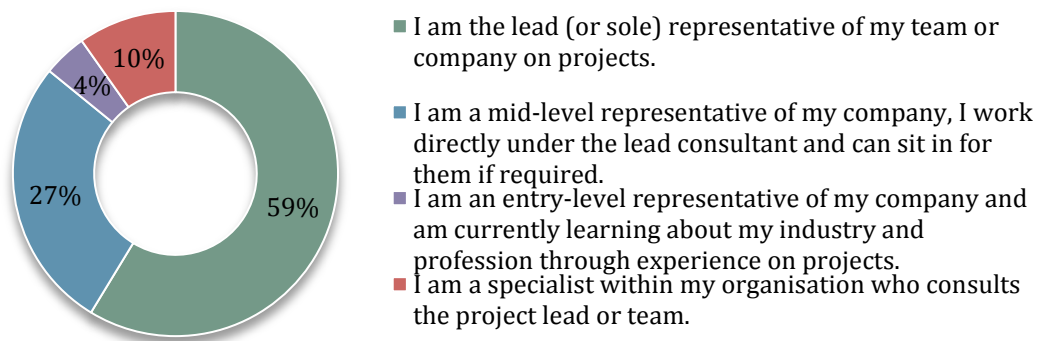 10%
4%
27%
59%
I am the lead (or sole) representative of my team or
company on projects.
I am a mid-level representative of my company, I work
directly under the lead consultant and can sit in for
them if required.
I am an entry-level representative of my company and
am currently learning about my industry and
profession through experience on projects.
I am a specialist within my organisation who consults
the project lead or team.